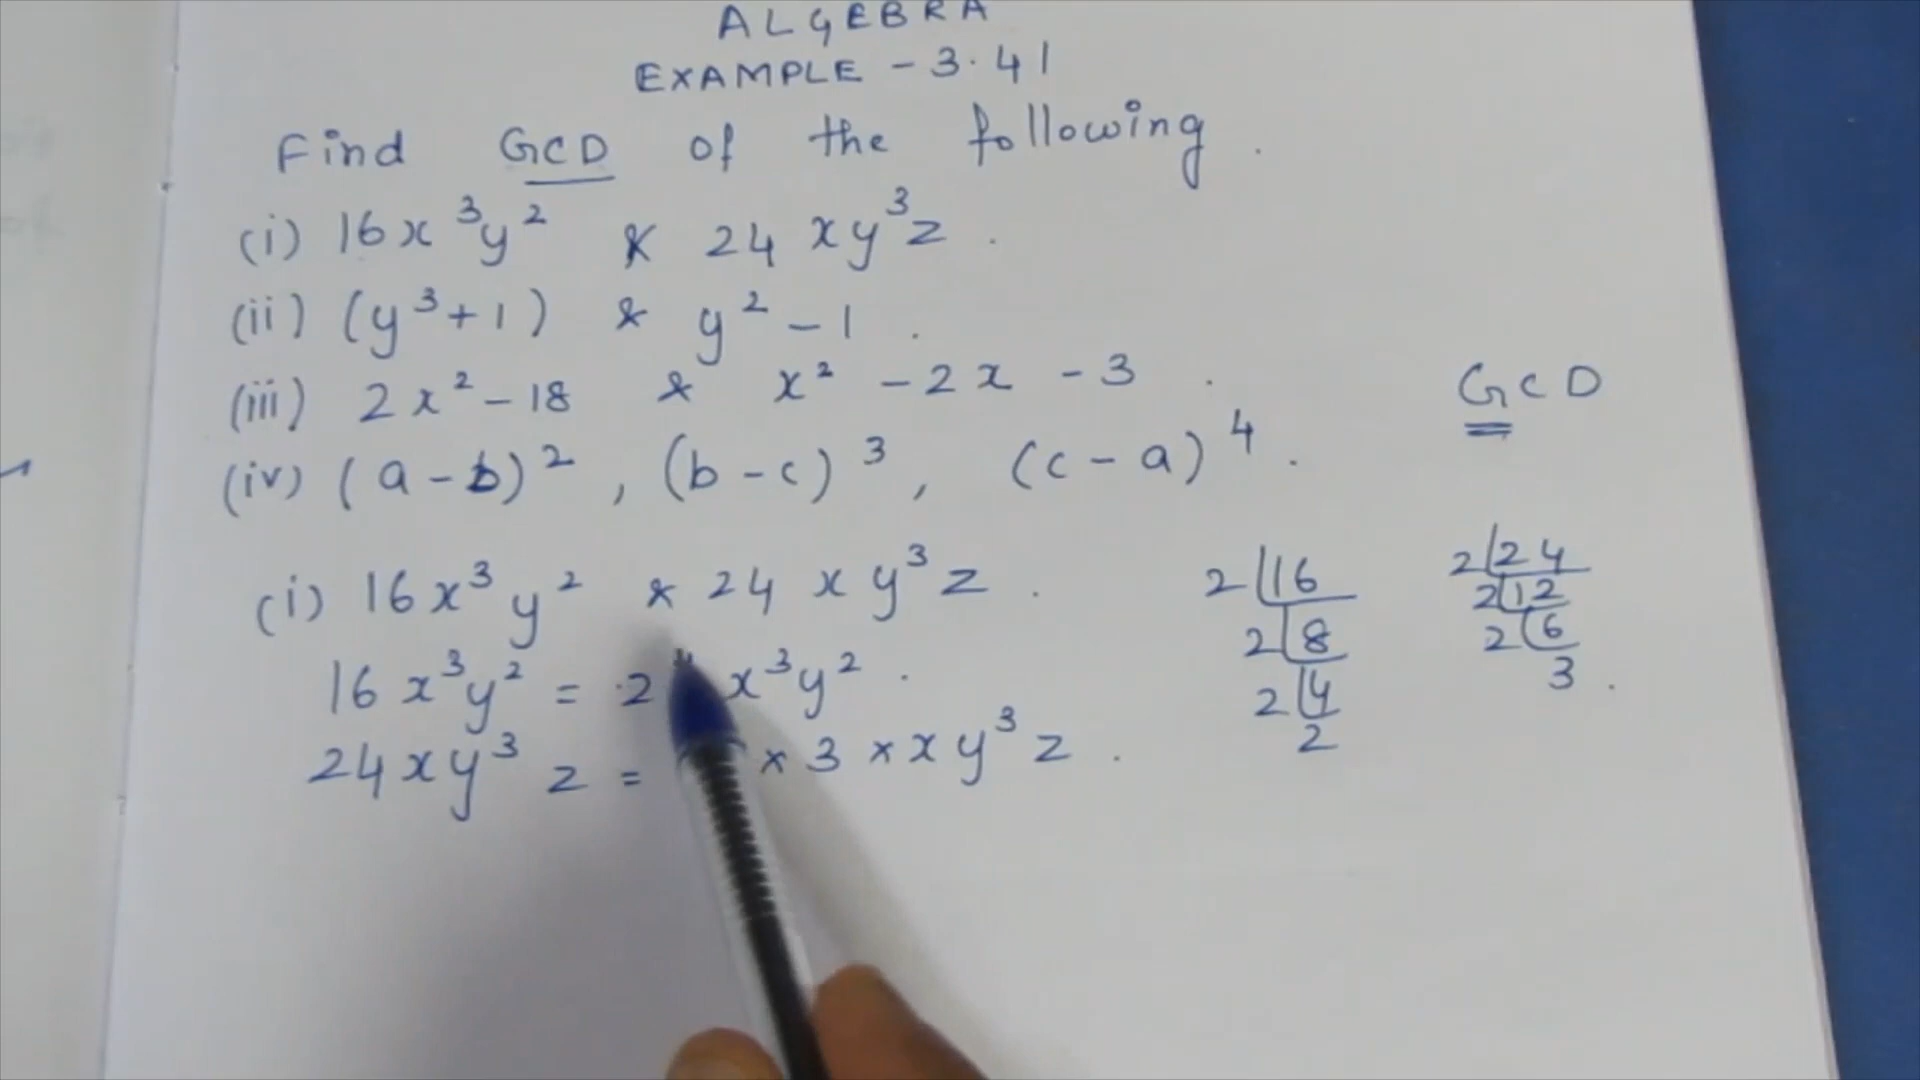 ALGEBRA
EXAMPLE - 3.41
Find GCD of the following.
(i) 16x³y² & 24xy³z.
(ii) (y³+1) & y²-1.
(iii) 2x²-18 & x²-2x-3.
(iv) (a-b)², (b-c)³, (c-a)⁴.
GCD
(i) 16x³y² & 24xy³z.
16x³y² = 2 x³y².
24xy³z = × 3 × xy³z.
2 16
2 8
2 4
2
2 24
2 12
2 6
3.